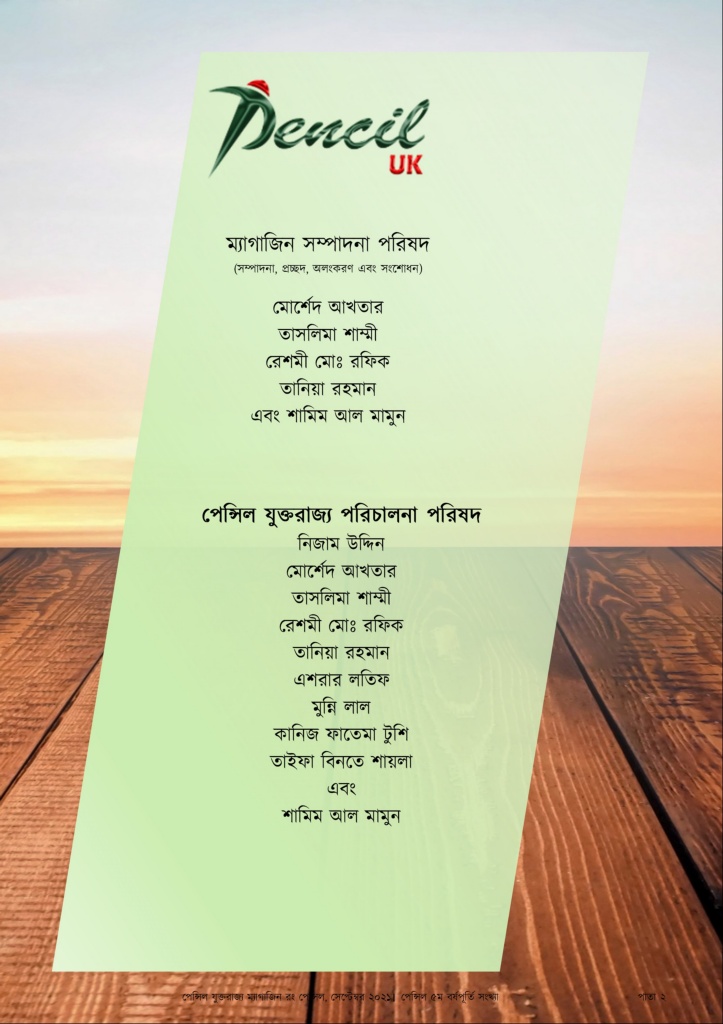 Pencil
UK
ম্যাগাজিন সম্পাদনা পরিষদ
(সম্পাদনা, প্রচ্ছদ, অলংকরণ এবং সংশোধন)
মোর্শেদ আখতার
তাসলিমা শাম্মী
রেশমী মোঃ রফিক
তানিয়া রহমান
এবং শামিম আল মামুন
পেন্সিল যুক্তরাজ্য পরিচালনা পরিষদ
নিজাম উদ্দিন
মোর্শেদ আখতার
তাসলিমা শাম্মী
রেশমী মোঃ রফিক
তানিয়া রহমান
এশরার লতিফ
মুন্নি লাল
কানিজ ফাতেমা টুশি
তাইফা বিনতে শায়লা
এবং
শামিম আল মামুন
পেন্সিল যুক্তরাজ্য ম্যাগাজিন রঃ পেন্সিল, সেপ্টেম্বর ২০২১| পেন্সিল ৫ম বর্ষপূর্তি সংখ্যা পাতা ২